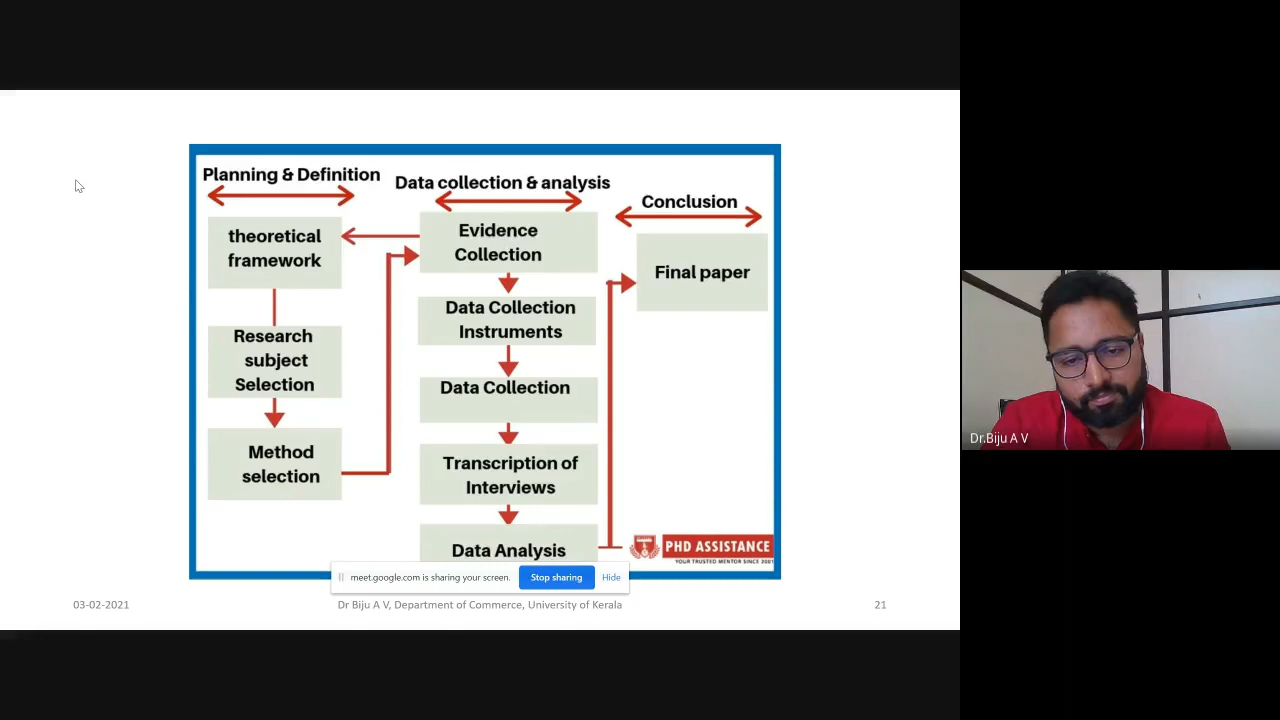 Planning & Definition
theoretical
framework
Research
subject
Selection
Method
selection
Data collection & analysis
Evidence
Collection
Data Collection
Instruments
Data Collection
Transcription of
Interviews
Data Analysis
Conclusion
Final paper
PHD ASSISTANCE
YOUR TRUSTED MENTOR SINCE 2001
meet.google.com is sharing your screen.
Stop sharing
Hide
03-02-2021
Dr Biju A V, Department of Commerce, University of Kerala
21
Dr.Biju A V